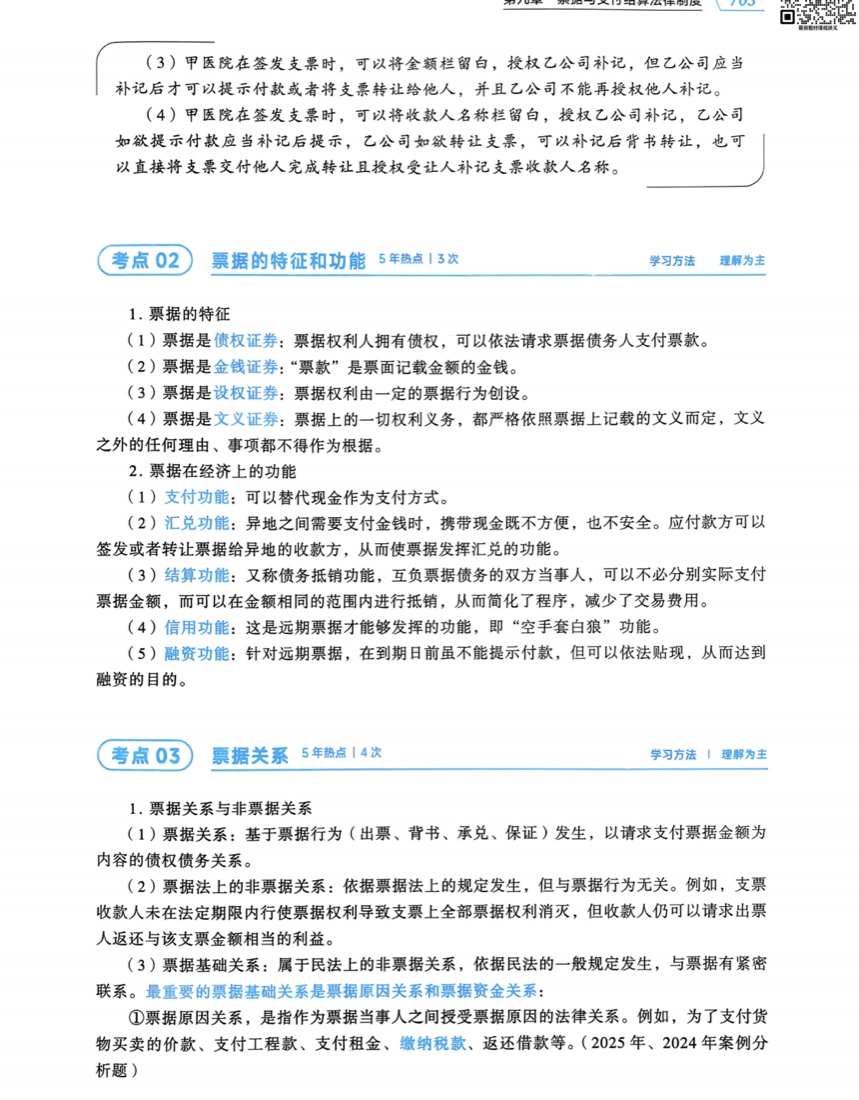 第九章 票据与支付结算法律制度 703
（3）甲医院在签发支票时，可以将金额栏留白，授权乙公司补记，但乙公司应当
补记后才可以提示付款或者将支票转让给他人，并且乙公司不能再授权他人补记。
（4）甲医院在签发支票时，可以将收款人名称栏留白，授权乙公司补记，乙公司
如欲提示付款应当补记后提示，乙公司如欲转让支票，可以补记后背书转让，也可
以直接将支票交付他人完成转让且授权受让人补记支票收款人名称。
考点 02 票据的特征和功能 5年热点 | 3次 学习方法 理解为主
1. 票据的特征
（1）票据是债权证券：票据权利人拥有债权，可以依法请求票据债务人支付票款。
（2）票据是金钱证券：“票款”是票面记载金额的金钱。
（3）票据是设权证券：票据权利由一定的票据行为创设。
（4）票据是文义证券：票据上的一切权利义务，都严格依照票据上记载的文义而定，文义
之外的任何理由、事项都不得作为根据。
2. 票据在经济上的功能
（1）支付功能：可以替代现金作为支付方式。
（2）汇兑功能：异地之间需要支付金钱时，携带现金既不方便，也不安全。应付款方可以
签发或者转让票据给异地的收款方，从而使票据发挥汇兑的功能。
（3）结算功能：又称债务抵销功能，互负票据债务的双方当事人，可以不必分别实际支付
票据金额，而可以在金额相同的范围内进行抵销，从而简化了程序，减少了交易费用。
（4）信用功能：这是远期票据才能够发挥的功能，即“空手套白狼”功能。
（5）融资功能：针对远期票据，在到期日前虽不能提示付款，但可以依法贴现，从而达到
融资的目的。
考点 03 票据关系 5年热点 | 4次 学习方法 | 理解为主
1. 票据关系与非票据关系
（1）票据关系：基于票据行为（出票、背书、承兑、保证）发生，以请求支付票据金额为
内容的债权债务关系。
（2）票据法上的非票据关系：依据票据法上的规定发生，但与票据行为无关。例如，支票
收款人未在法定期限内行使票据权利导致支票上全部票据权利消灭，但收款人仍可以请求出票
人返还与该支票金额相当的利益。
（3）票据基础关系：属于民法上的非票据关系，依据民法的一般规定发生，与票据有紧密
联系。最重要的票据基础关系是票据原因关系和票据资金关系：
①票据原因关系，是指作为票据当事人之间授受票据原因的法律关系。例如，为了支付货
物买卖的价款、支付工程款、支付租金、缴纳税款、返还借款等。（2025 年、2024 年案例分
析题）